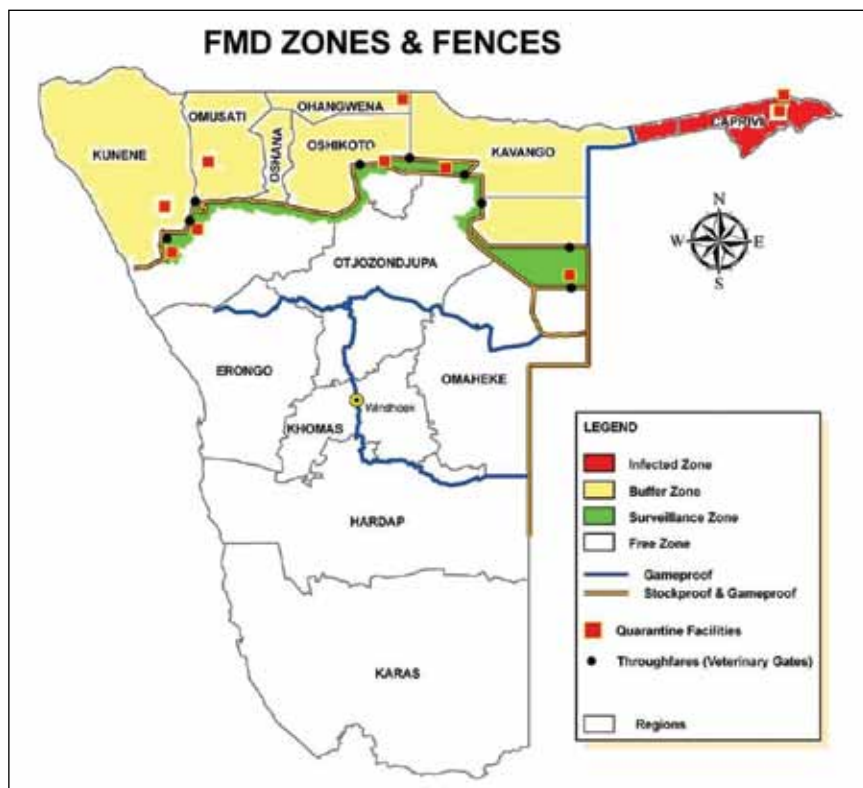 FMD ZONES & FENCES
OHANGWENA
OMUSATI
OSHANA
OSHIKOTO
KUNENE
KAVANGO
CAPRIVI
N
W
E
S
OTJOZONDJUPA
ERONGO
OMAHEKE
Windhoek
KHOMAS
HARDAP
KARAS
LEGEND
Infected Zone
Buffer Zone
Surveillance Zone
Free Zone
Gameproof
Stockproof & Gameproof
Quarantine Facilities
Throughfares (Veterinary Gates)
Regions